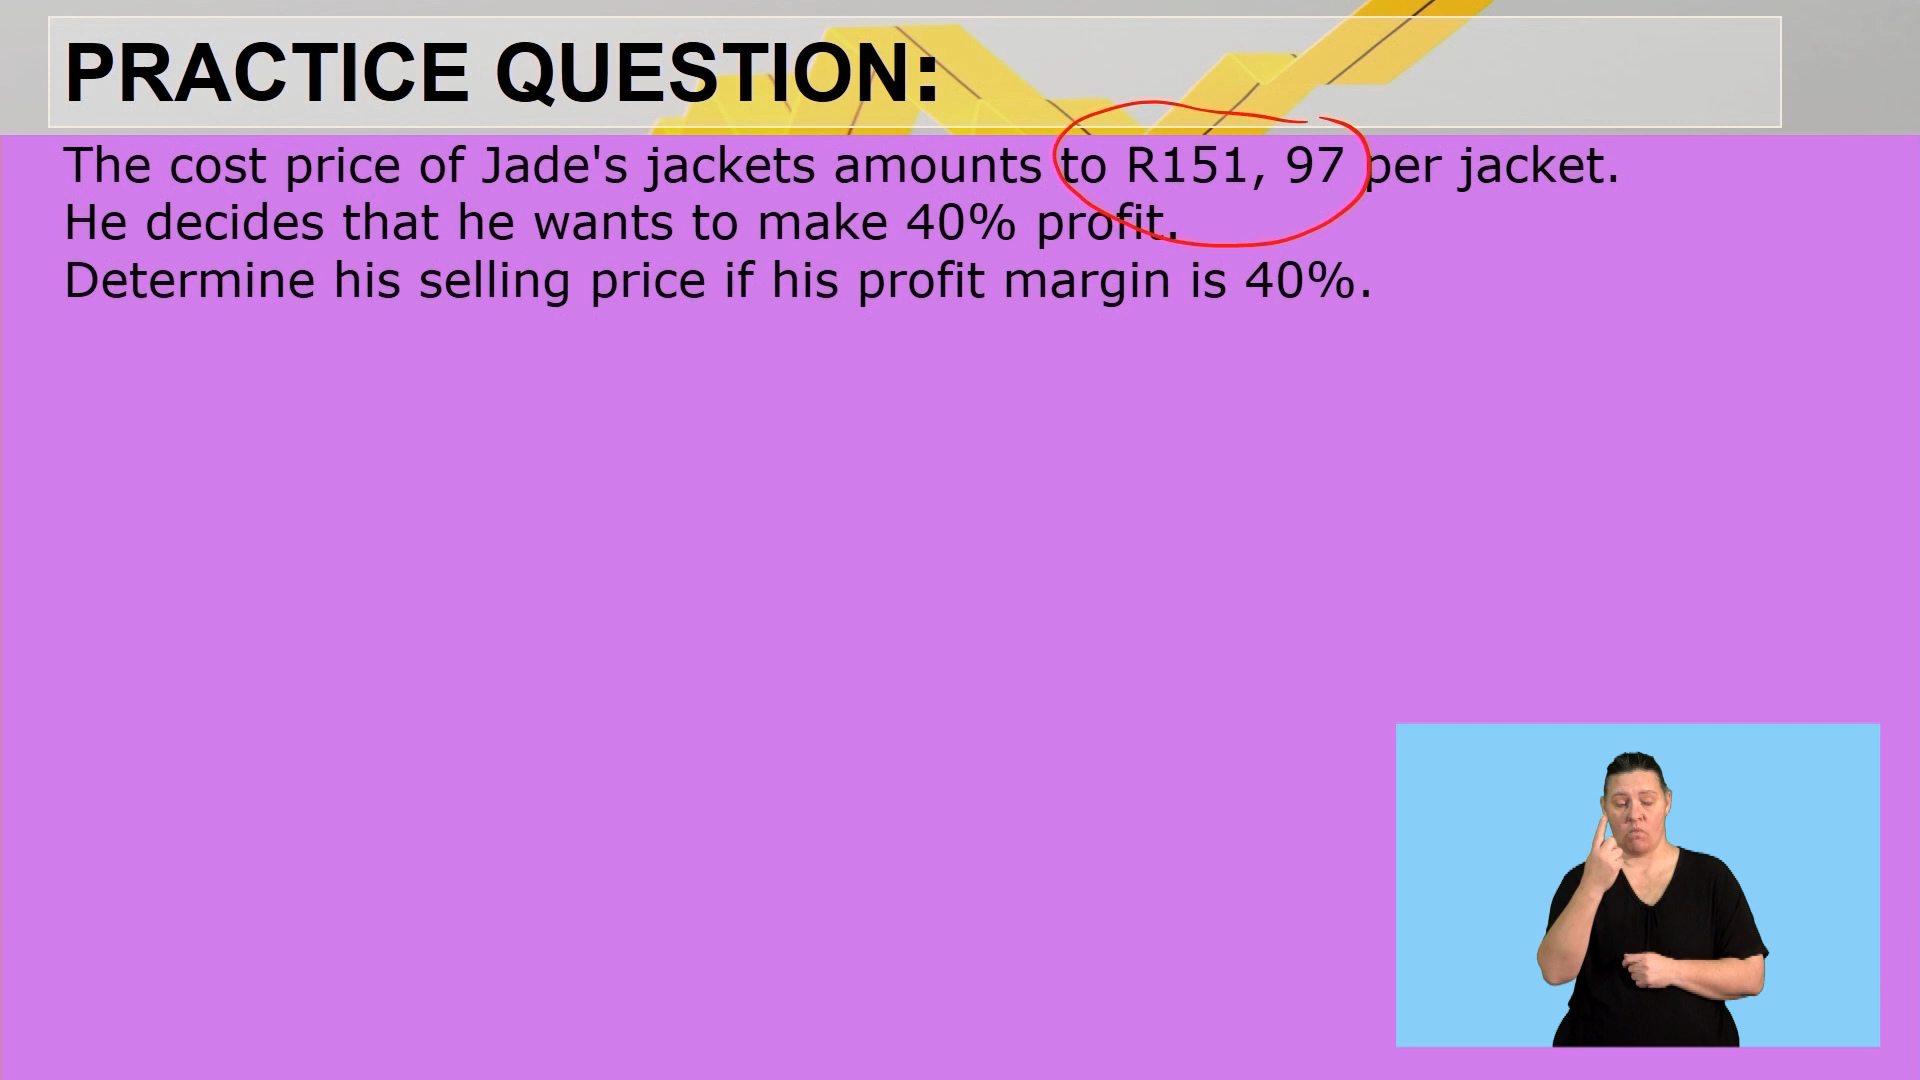 PRACTICE QUESTION:
The cost price of Jade's jackets amounts to R151, 97 per jacket.
He decides that he wants to make 40% profit.
Determine his selling price if his profit margin is 40%.